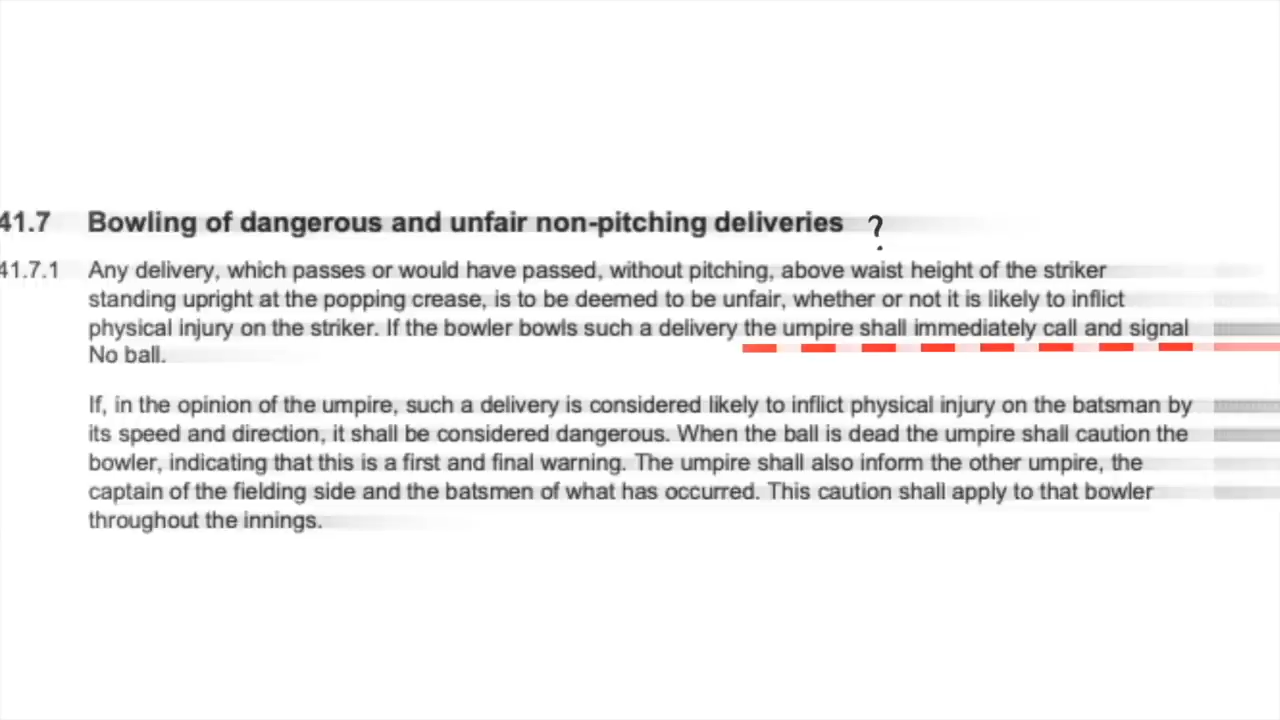 41.7 Bowling of dangerous and unfair non-pitching deliveries ?
41.7.1 Any delivery, which passes or would have passed, without pitching, above waist height of the striker
standing upright at the popping crease, is to be deemed to be unfair, whether or not it is likely to inflict
physical injury on the striker. If the bowler bowls such a delivery the umpire shall immediately call and signal
No ball.
If, in the opinion of the umpire, such a delivery is considered likely to inflict physical injury on the batsman by
its speed and direction, it shall be considered dangerous. When the ball is dead the umpire shall caution the
bowler, indicating that this is a first and final warning. The umpire shall also inform the other umpire, the
captain of the fielding side and the batsmen of what has occurred. This caution shall apply to that bowler
throughout the innings.